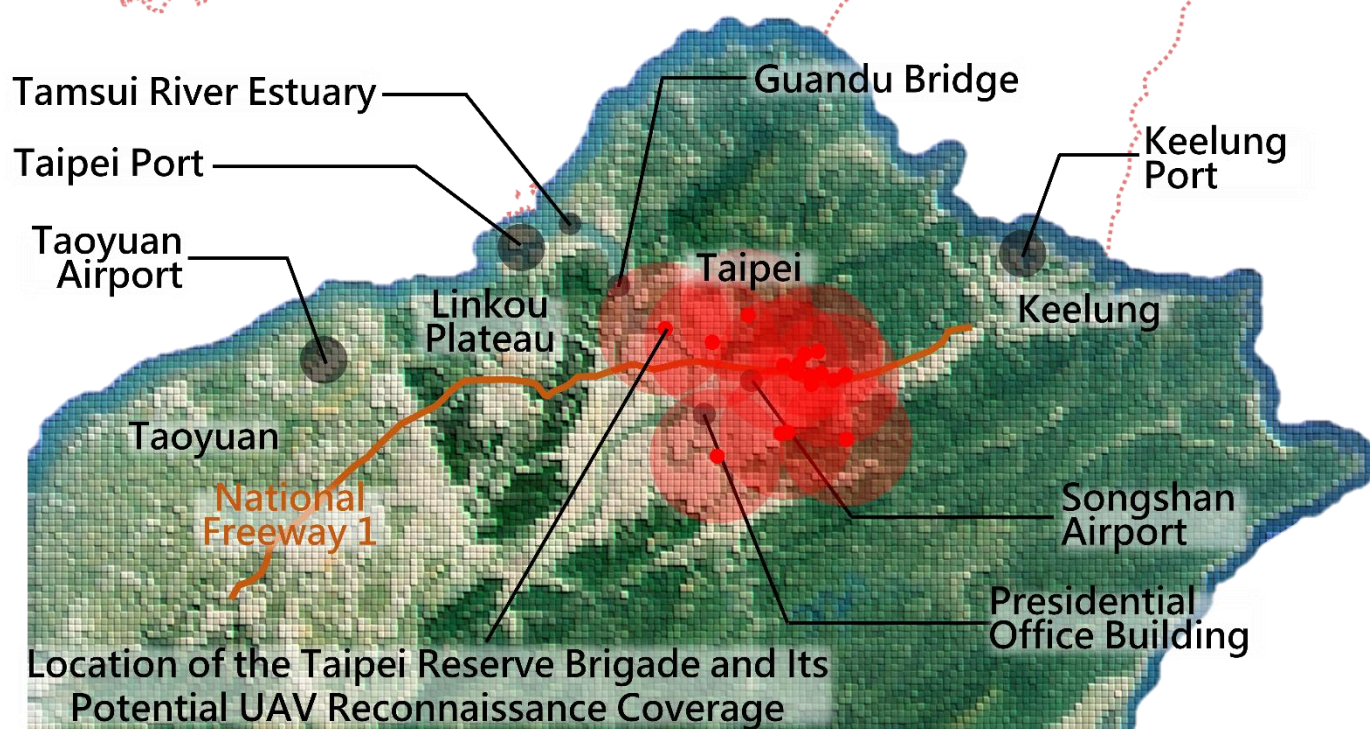 Guandu Bridge
Tamsui River Estuary
Taipei Port
Keelung
Port
Taoyuan
Airport
Taipei
Linkou
Plateau
Keelung
Taoyuan
National
Freeway 1
Songshan
Airport
Presidential
Office Building
Location of the Taipei Reserve Brigade and Its
Potential UAV Reconnaissance Coverage